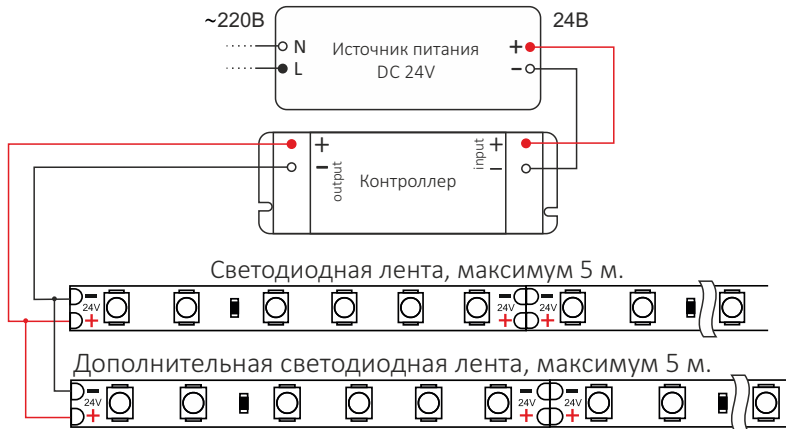 ~220В
24В
N
Источник питания
+
L
DC 24V
−
+
input
+
−
output
Контроллер
−
Светодиодная лента, максимум 5 м.
− − −
24V 24V 24V
+ + +
Дополнительная светодиодная лента, максимум 5 м.
− − −
24V 24V 24V
+ + +